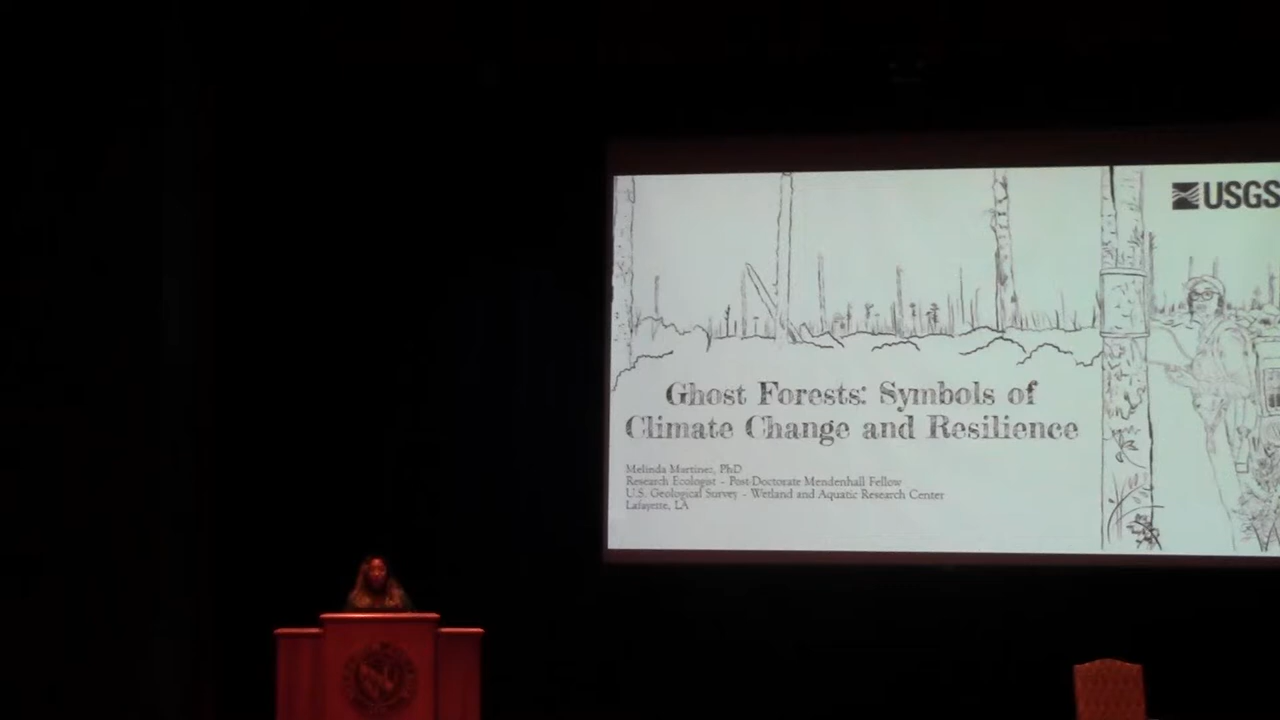 USGS
Ghost Forests: Symbols of
Climate Change and Resilience
Melinda Martinez, PhD
Research Ecologist - Post-Doctorate Mendenhall Fellow
U.S. Geological Survey - Wetland and Aquatic Research Center
Lafayette, LA